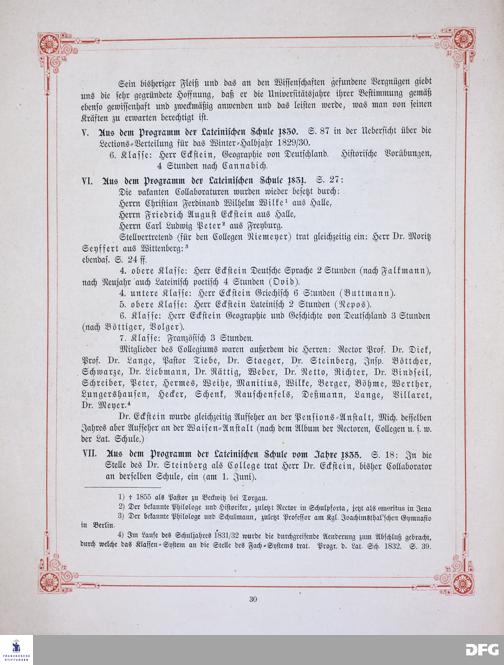 Sein bisheriger Fleiß und das an den Wissenschaften gefundene Vergnügen giebt
uns die sehr gegründete Hoffnung, daß er die Universitätsjahre ihrer Bestimmung gemäß
ebenso gewissenhaft und zweckmäßig anwenden und das leisten werde, was man von seinen
Kräften zu erwarten berechtigt ist.
V. Aus dem Programm der Lateinischen Schule 1830. S. 87 in der Uebersicht über die
Lections-Verteilung für das Winter-Halbjahr 1829/30.
6. Klasse: Herr Eckstein, Geographie von Deutschland. Historische Vorübungen,
4 Stunden nach Cannabich.
VI. Aus dem Programm der Lateinischen Schule 1831. S. 27:
Die vakanten Collaboraturen wurden wieder besetzt durch:
Herrn Christian Ferdinand Wilhelm Wilke¹ aus Halle,
Herrn Friedrich August Eckstein aus Halle,
Herrn Carl Ludwig Peter² aus Freyburg.
Stellvertretend (für den Collegen Niemeyer) trat gleichzeitig ein: Herr Dr. Moritz
Seyffert aus Wittenberg:³
ebendas. S. 24 ff.
4. obere Klasse: Herr Eckstein Deutsche Sprache 2 Stunden (nach Falkmann),
nach Neujahr auch Lateinisch poetisch 4 Stunden (Ovid).
4. untere Klasse: Herr Eckstein Griechisch 6 Stunden (Buttmann).
5. obere Klasse: Herr Eckstein Lateinisch 2 Stunden (Nepos).
6. Klasse: Herr Eckstein Geographie und Geschichte von Deutschland 3 Stunden
(nach Böttiger, Volger).
7. Klasse: Französisch 3 Stunden.
Mitglieder des Collegiums waren außerdem die Herren: Rector Prof. Dr. Diek,
Prof. Dr. Lange, Pastor Tiebe, Dr. Staeger, Dr. Steinberg, Insp. Böttcher,
Schwarze, Dr. Liebmann, Dr. Rättig, Weber, Dr. Netto, Richter, Dr. Bindseil,
Schreiber, Peter, Hermes, Weihe, Manitius, Wilke, Berger, Böhme, Werther,
Lungershausen, Hecker, Schenk, Rauschenfels, Deßmann, Lange, Villaret,
Dr. Meyer.⁴
Dr. Eckstein wurde gleichzeitig Aufseher an der Pensions-Anstalt, Mich. desselben
Jahres aber Aufseher an der Waisen-Anstalt (nach dem Album der Rectoren, Collegen u. s. w.
der Lat. Schule.)
VII. Aus dem Programm der Lateinischen Schule vom Jahre 1835. S. 18: In die
Stelle des Dr. Steinberg als College trat Herr Dr. Eckstein, bisher Collaborator
an derselben Schule, ein (am 1. Juni).
1) † 1855 als Pastor zu Beckwitz bei Torgau.
2) Der bekannte Philologe und Historiker, zuletzt Rector in Schulpforta, jetzt als emeritus in Jena
3) Der bekannte Philologe und Schulmann, zuletzt Professor am Kgl. Joachimsthal'schen Gymnasio
in Berlin.
4) Im Laufe des Schuljahres 1831/32 wurde die durchgreifende Aenderung zum Abschluß gebracht,
durch welche das Klassen-System an die Stelle des Fach-Systems trat. Progr. d. Lat. Sch. 1832. S. 39.
30
FRANCKESCHE
STIFTUNGEN
DFG